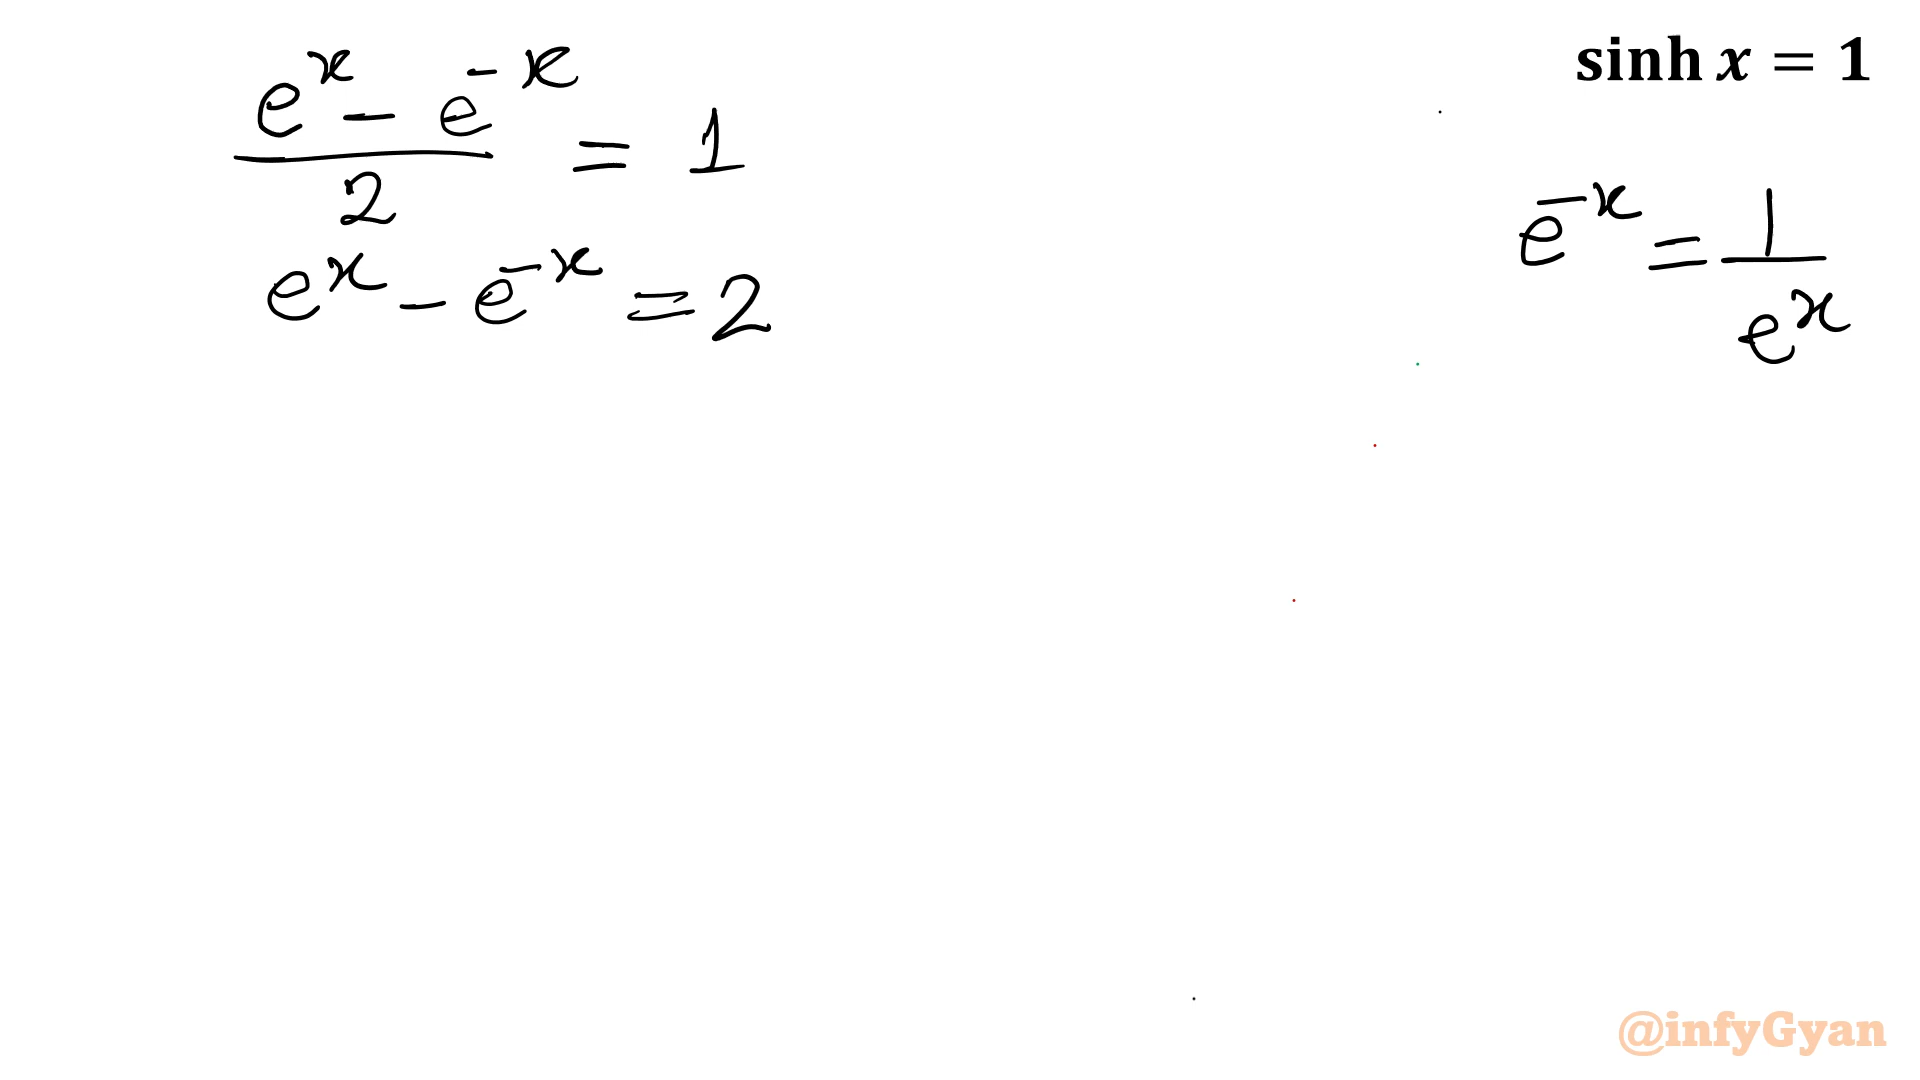 sinh x = 1
(e^x - e^-x)/2 = 1
e^x - e^-x = 2
e^-x = 1/e^x
@infyGyan